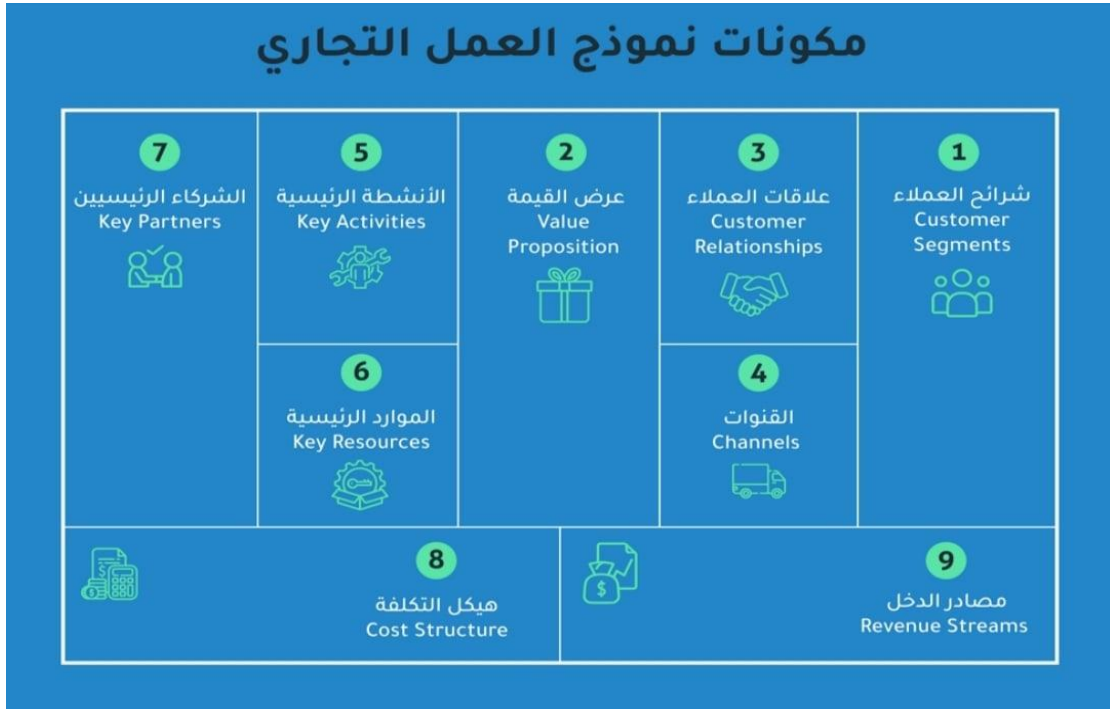 مكونات نموذج العمل التجاري
1
شرائح العملاء
Customer
Segments
2
عرض القيمة
Value
Proposition
3
علاقات العملاء
Customer
Relationships
4
القنوات
Channels
5
الأنشطة الرئيسية
Key Activities
6
الموارد الرئيسية
Key Resources
7
الشركاء الرئيسيين
Key Partners
8
هيكل التكلفة
Cost Structure
9
مصادر الدخل
Revenue Streams